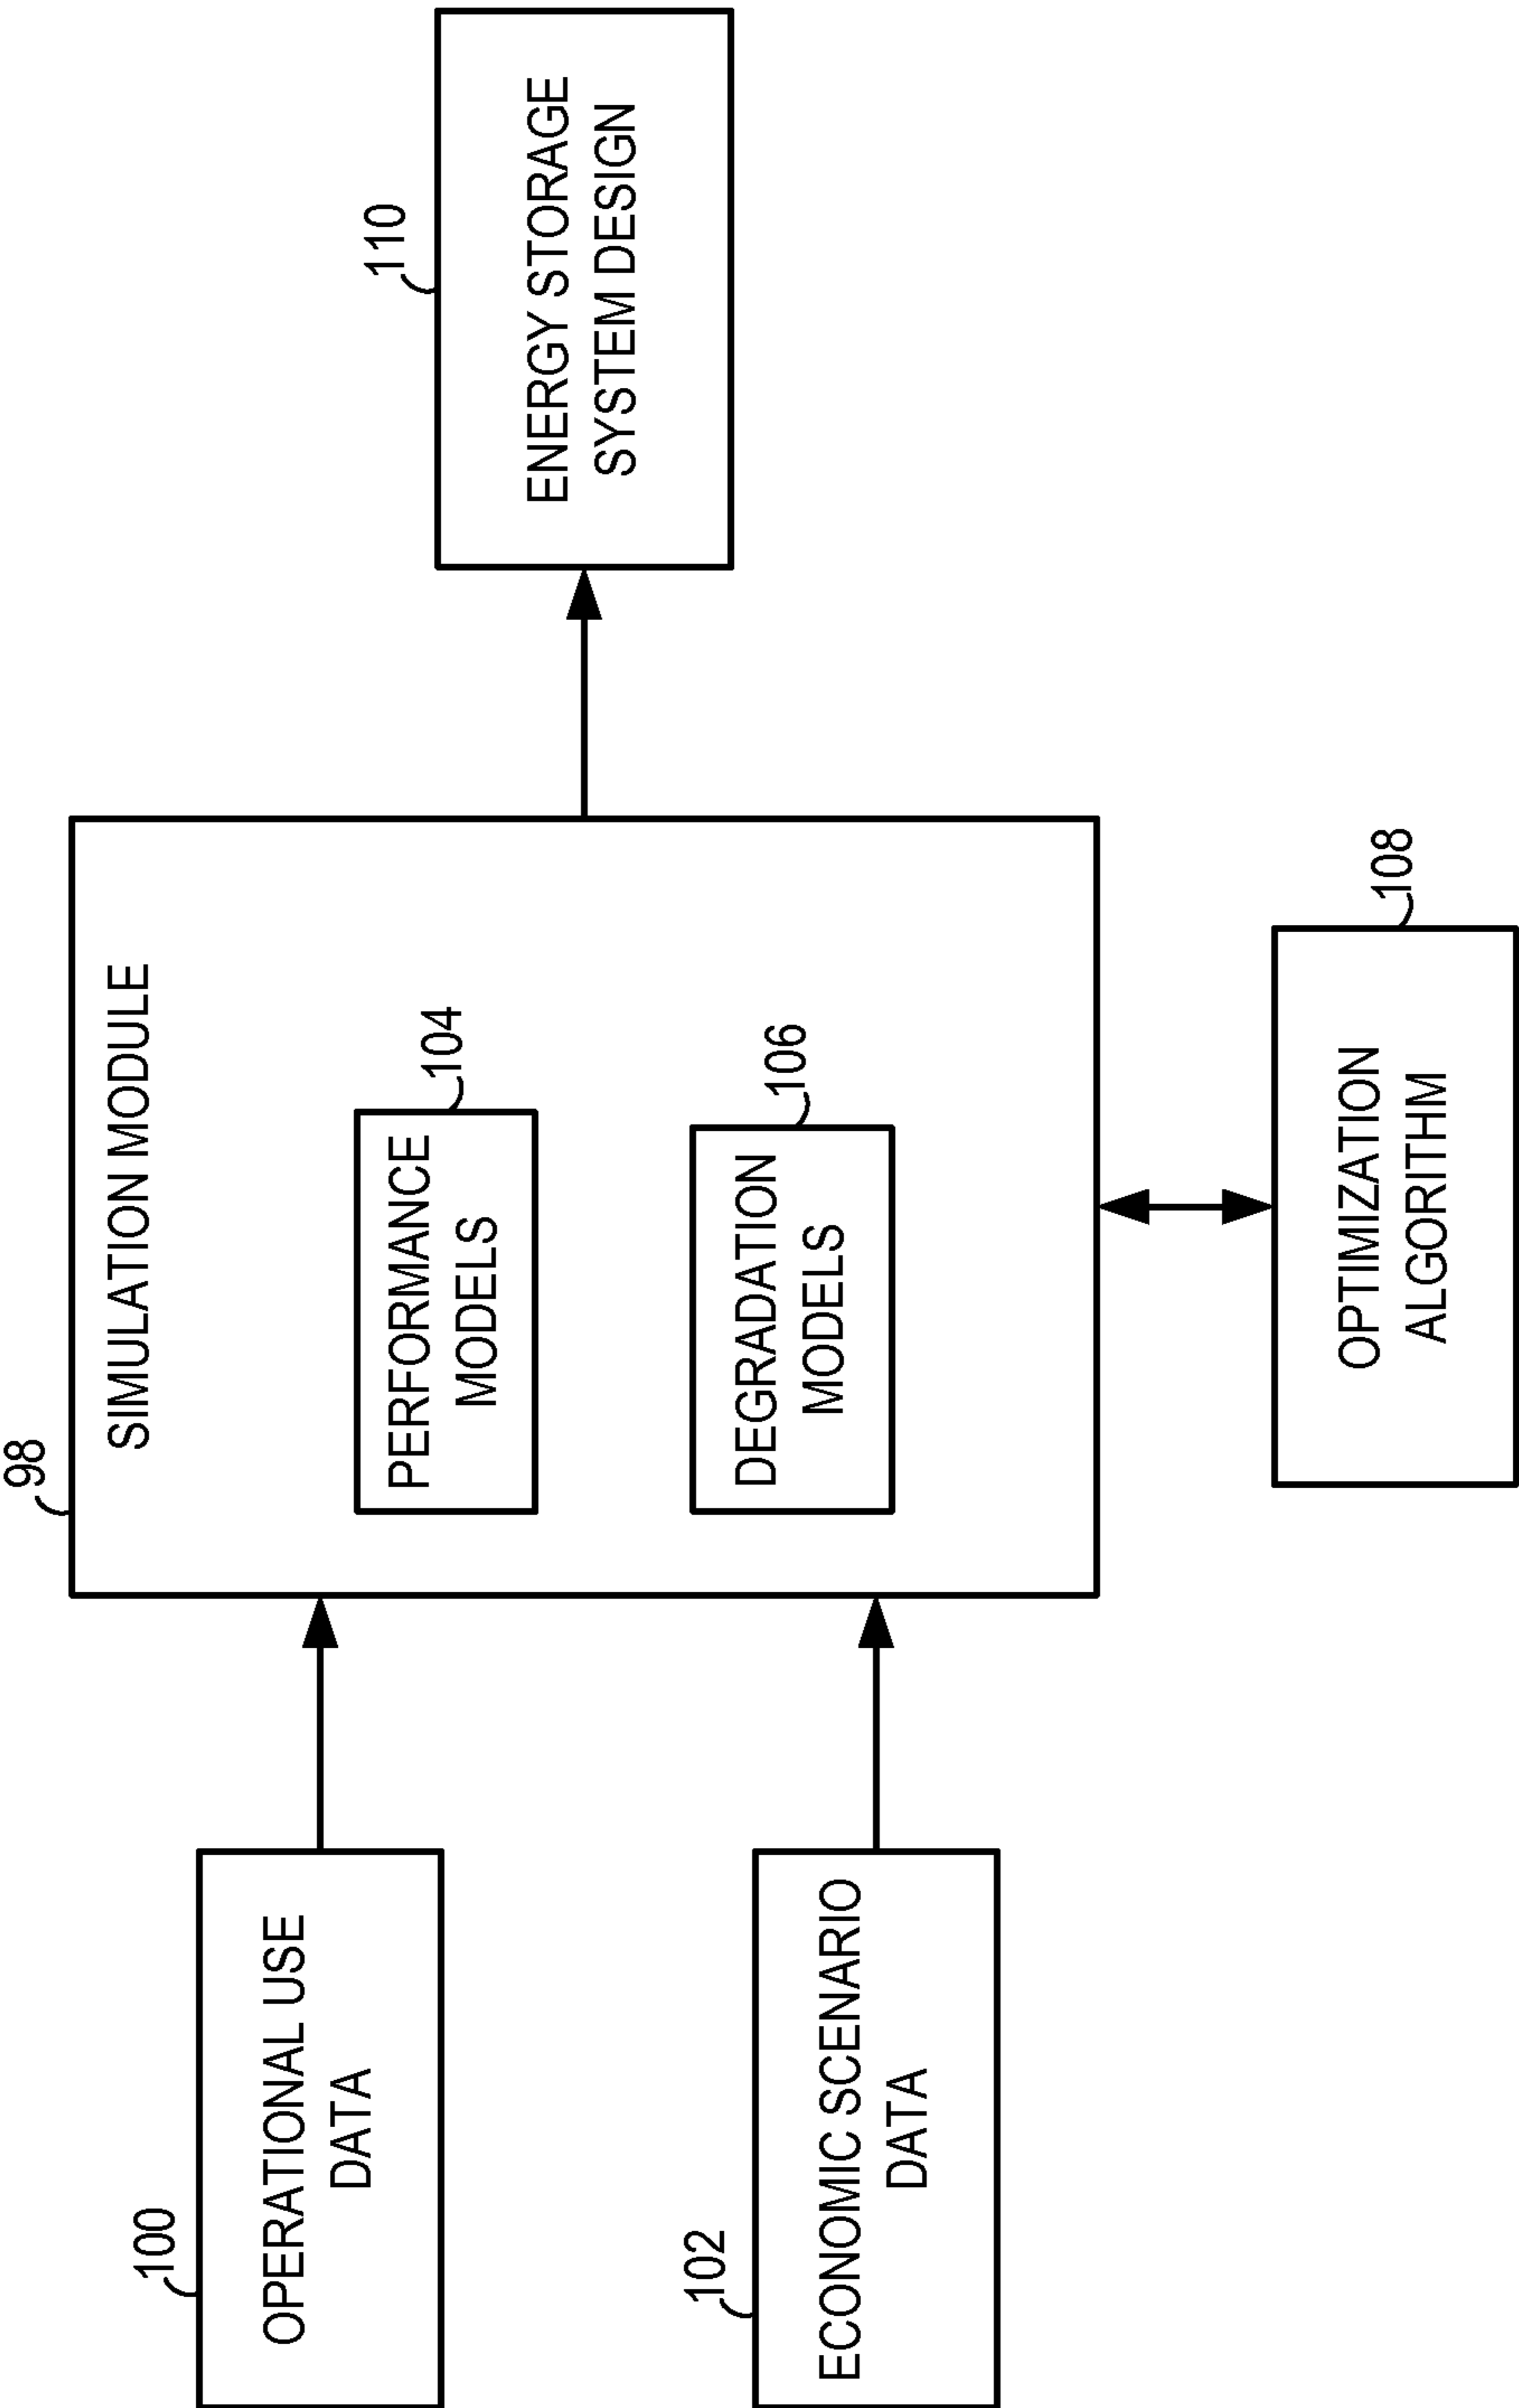 98
SIMULATION MODULE
100
OPERATIONAL USE
DATA
104
PERFORMANCE
MODELS
110
ENERGY STORAGE
SYSTEM DESIGN
102
ECONOMIC SCENARIO
DATA
106
DEGRADATION
MODELS
108
OPTIMIZATION
ALGORITHM